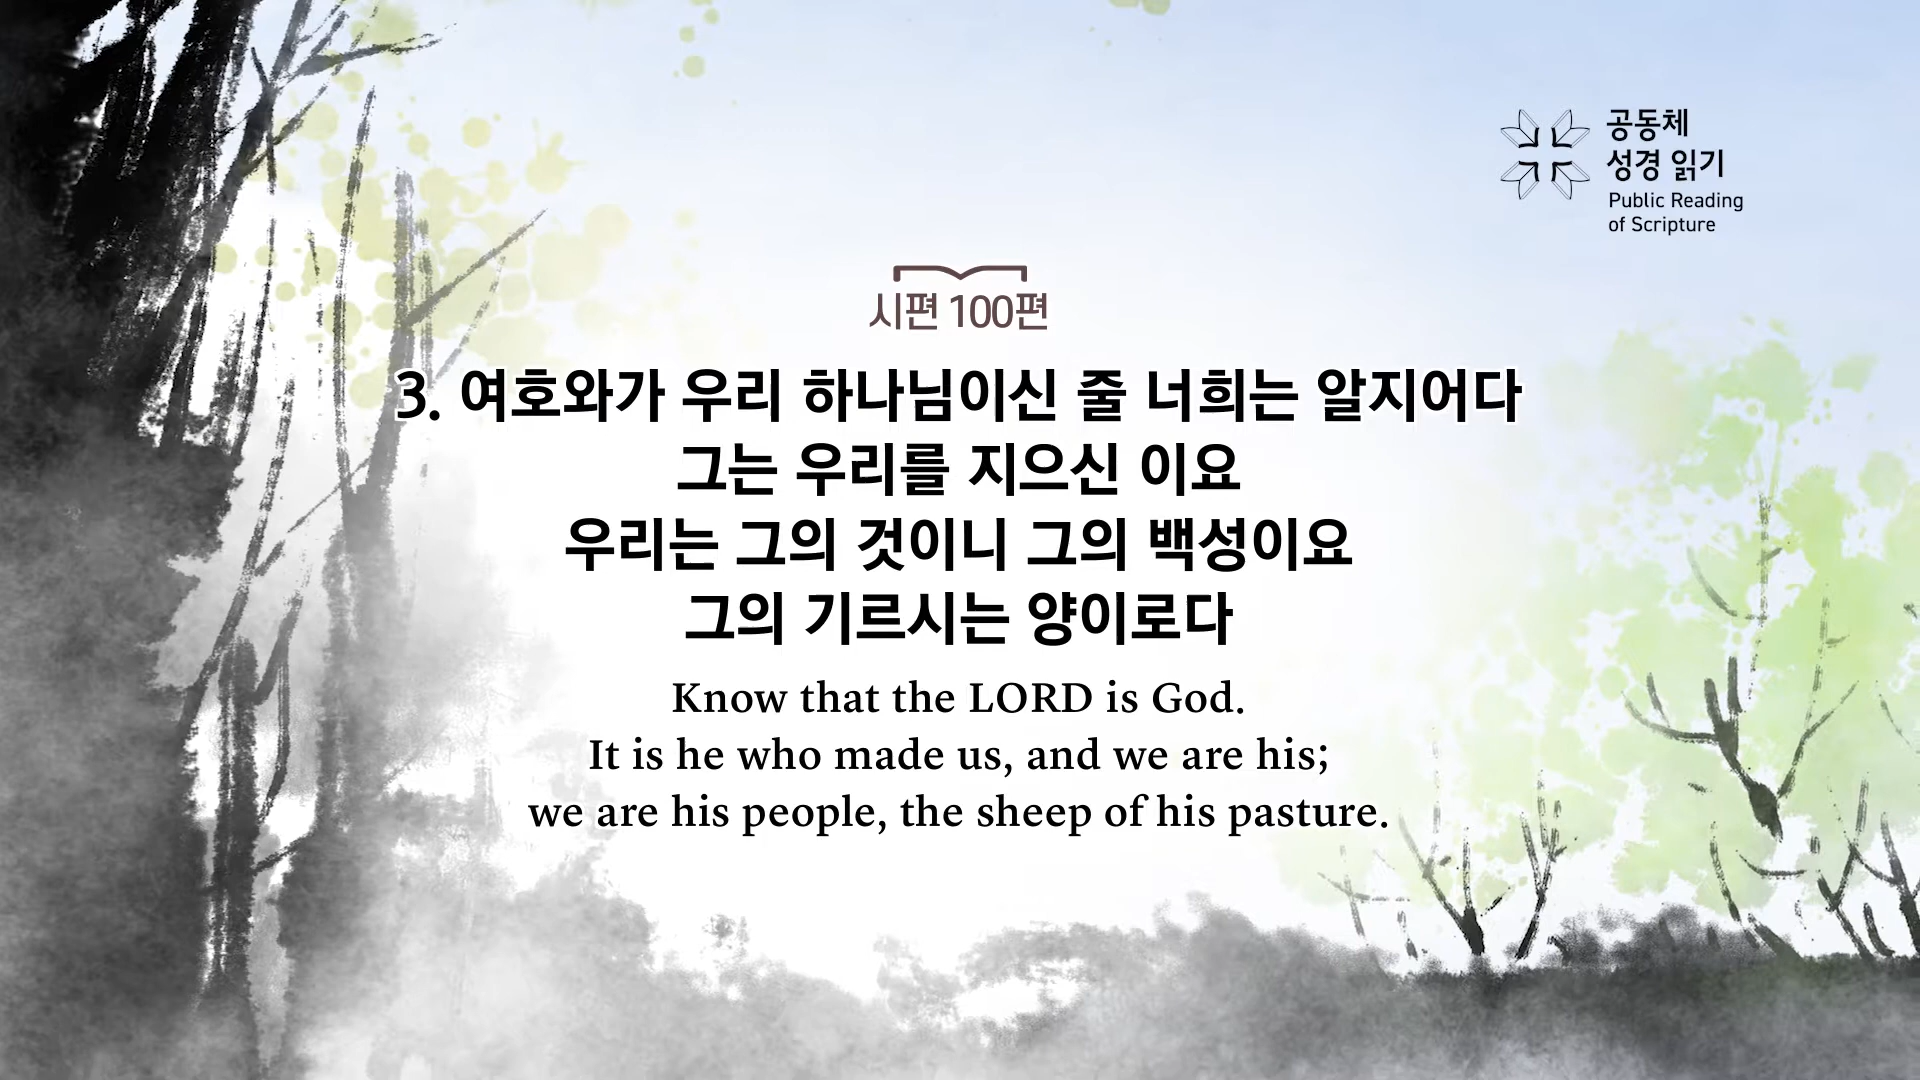 공동체
성경 읽기
Public Reading
of Scripture
시편 100편
3. 여호와가 우리 하나님이신 줄 너희는 알지어다
그는 우리를 지으신 이요
우리는 그의 것이니 그의 백성이요
그의 기르시는 양이로다
Know that the LORD is God.
It is he who made us, and we are his;
we are his people, the sheep of his pasture.